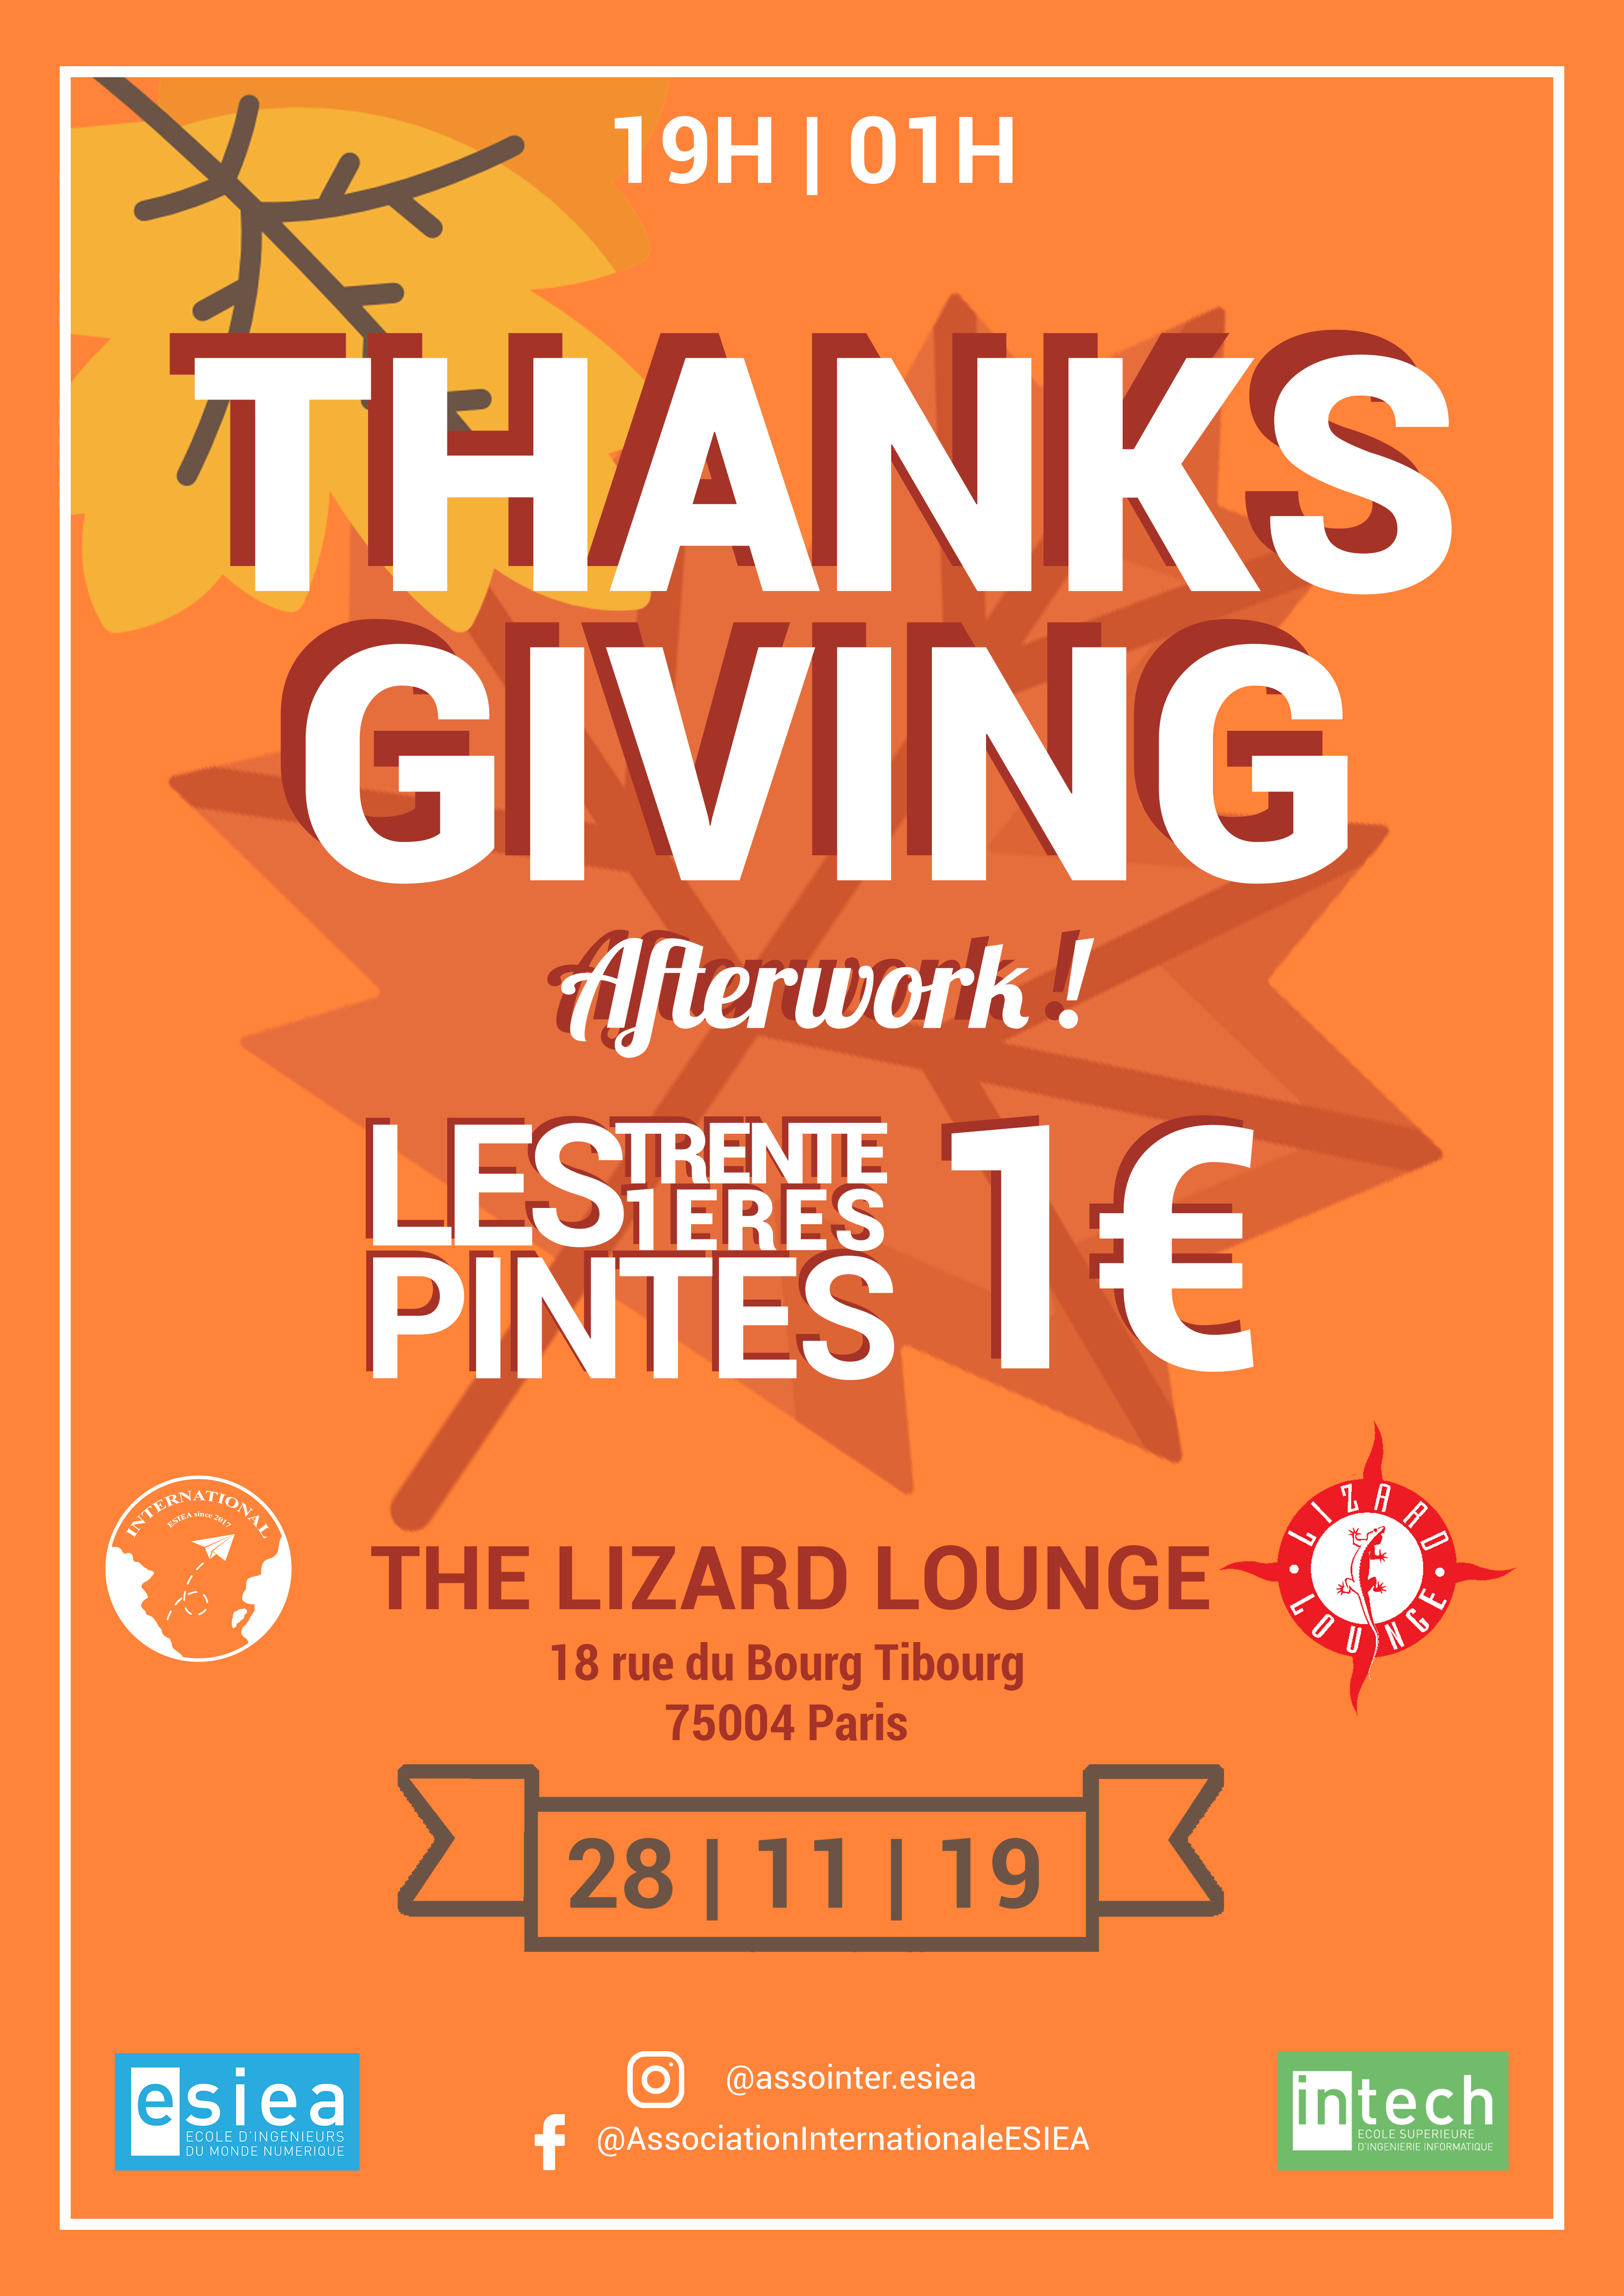 19H | 01H
THANKS
GIVING
Afterwork !
LES TRENTE
1ERES
PINTES
1€
INTERNATIONAL
ESIEA since 2017
THE LIZARD LOUNGE
LIZARD
LOUNGE
18 rue du Bourg Tibourg
75004 Paris
28 | 11 | 19
esiea
ECOLE D'INGENIEURS
DU MONDE NUMERIQUE
@assointer.esiea
@AssociationInternationaleESIEA
intech
ECOLE SUPERIEURE
D'INGENIERIE INFORMATIQUE